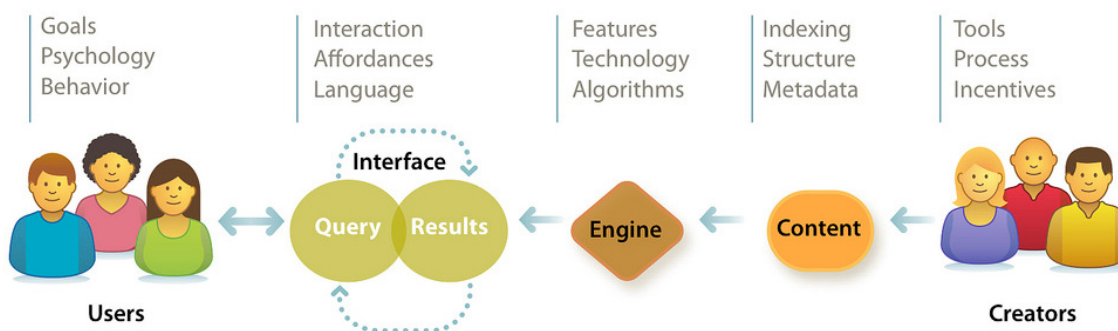 Goals
Psychology
Behavior
Interaction
Affordances
Language
Features
Technology
Algorithms
Indexing
Structure
Metadata
Tools
Process
Incentives
Interface
Query
Results
Engine
Content
Users
Creators